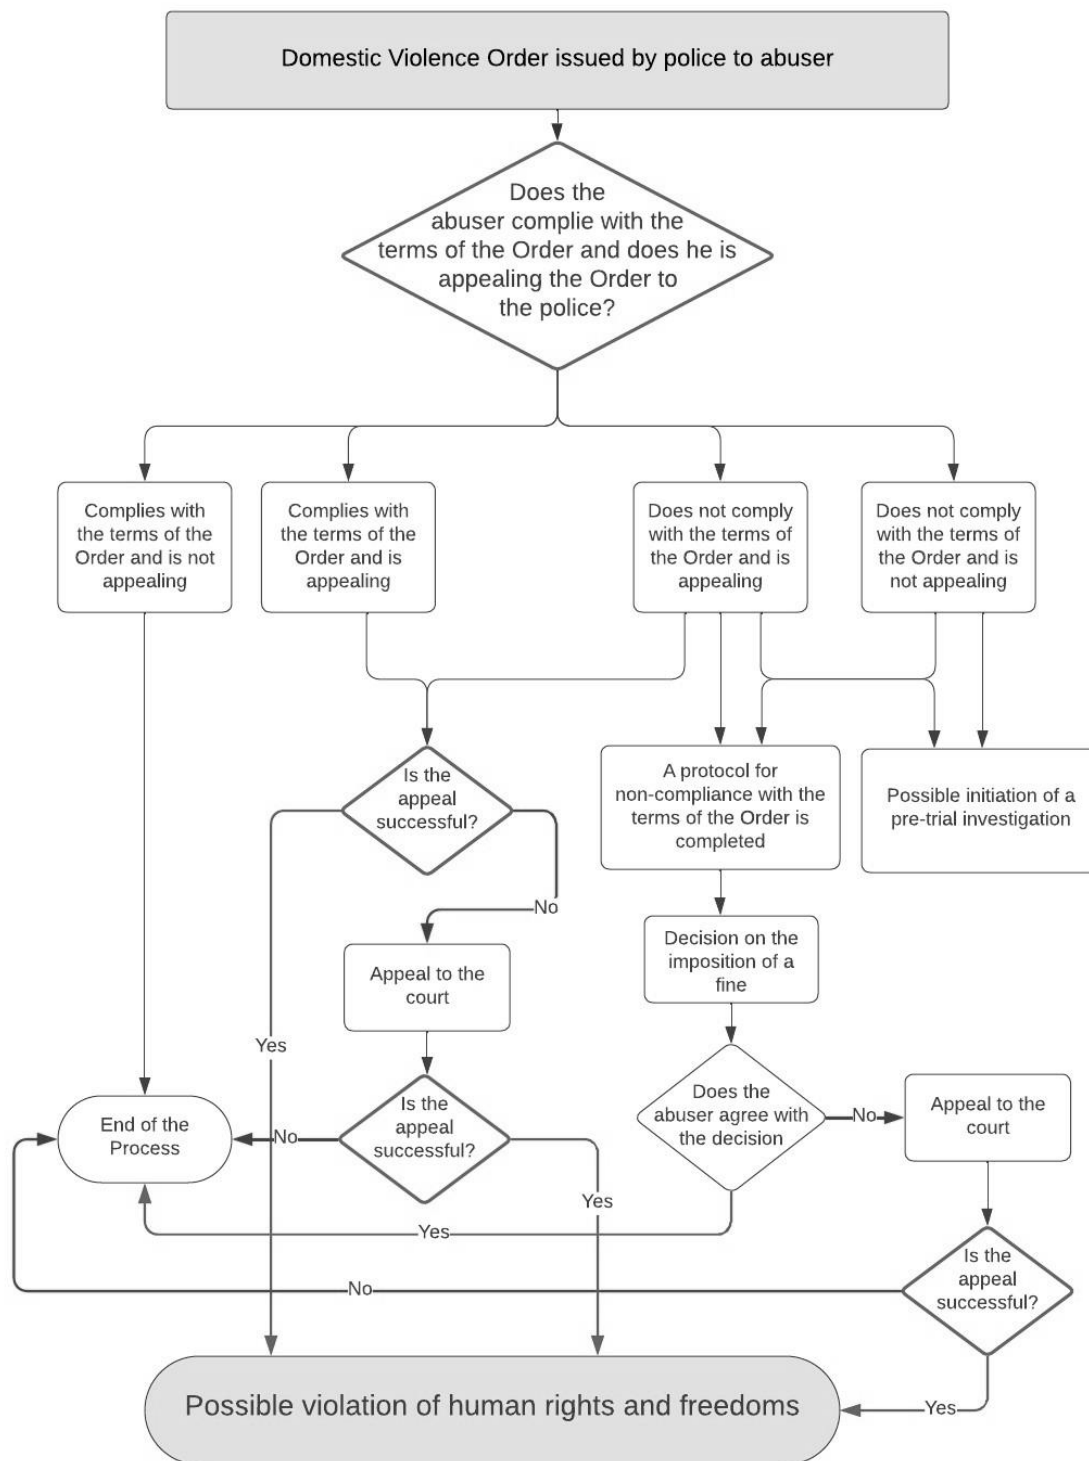 Domestic Violence Order issued by police to abuser
Does the
abuser complie with the
terms of the Order and does he is
appealing the Order to
the police?
Complies with
the terms of the
Order and is not
appealing
Complies with
the terms of the
Order and is
appealing
Does not comply
with the terms of
the Order and is
appealing
Does not comply
with the terms of
the Order and is
not appealing
Is the
appeal
successful?
A protocol for
non-compliance with the
terms of the Order is
completed
Possible initiation of a
pre-trial investigation
No
Decision on the
imposition of a
fine
Appeal to the
court
Yes
Is the
appeal
successful?
Does the
abuser agree with
the decision
No
Appeal to the
court
End of the
Process
No
Yes
Yes
Is the
appeal
successful?
No
Possible violation of human rights and freedoms
Yes